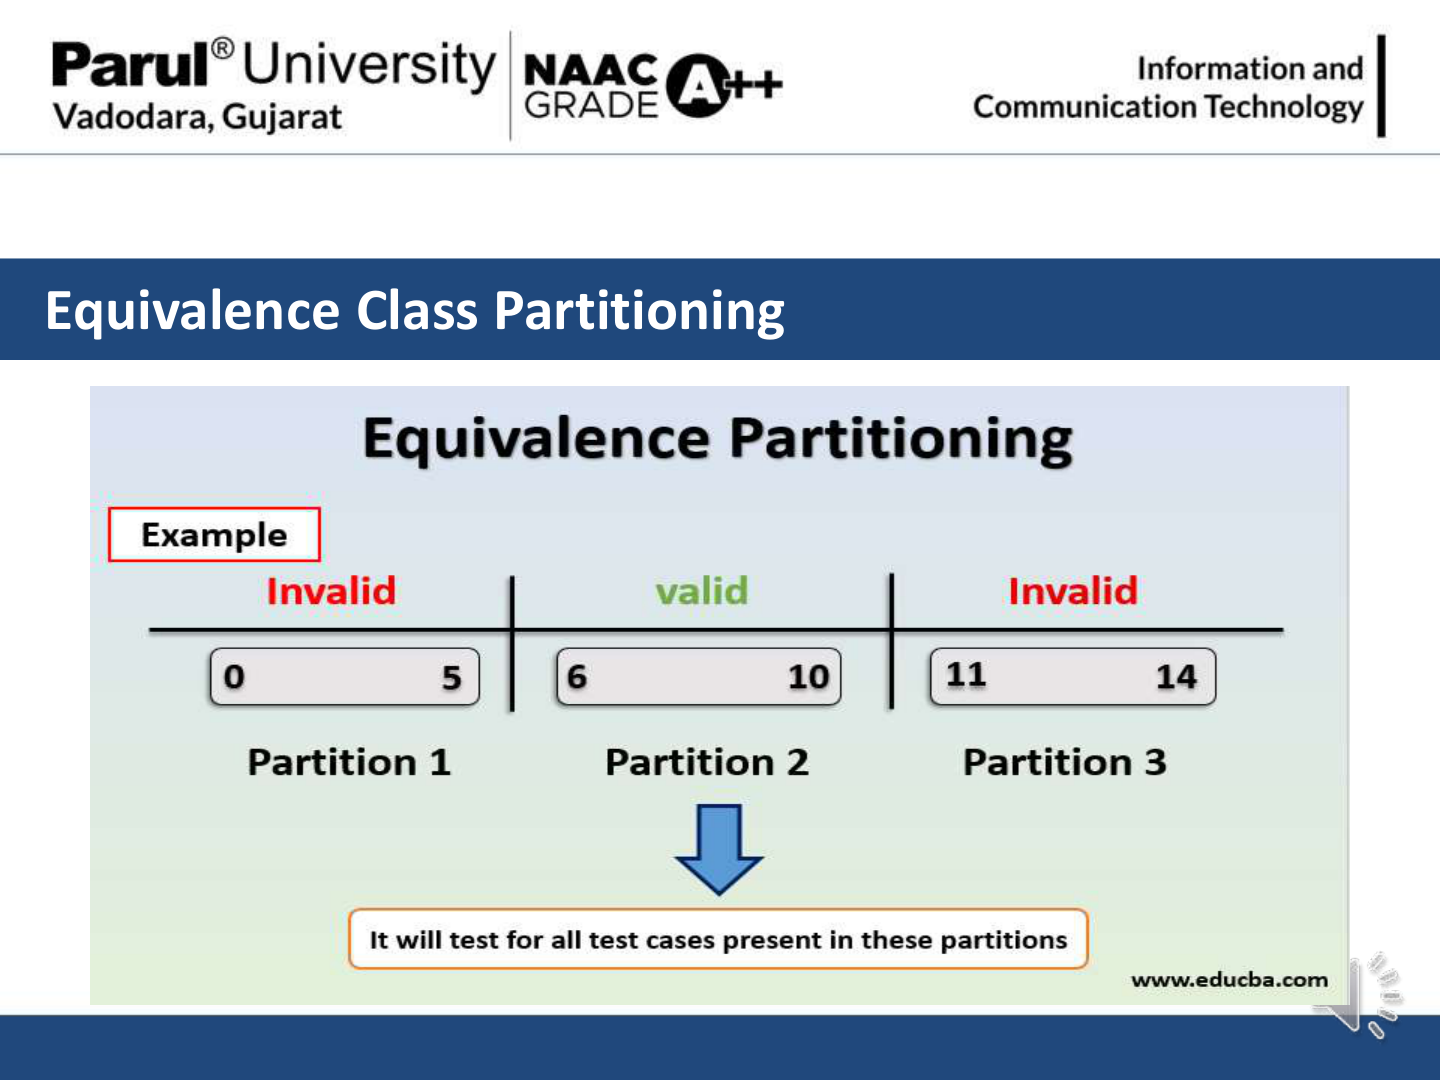 Parul® University
Vadodara, Gujarat
NAAC
GRADE A++
Information and
Communication Technology
Equivalence Class Partitioning
Equivalence Partitioning
Example
Invalid valid Invalid
0 5 6 10 11 14
Partition 1 Partition 2 Partition 3
It will test for all test cases present in these partitions
www.educba.com